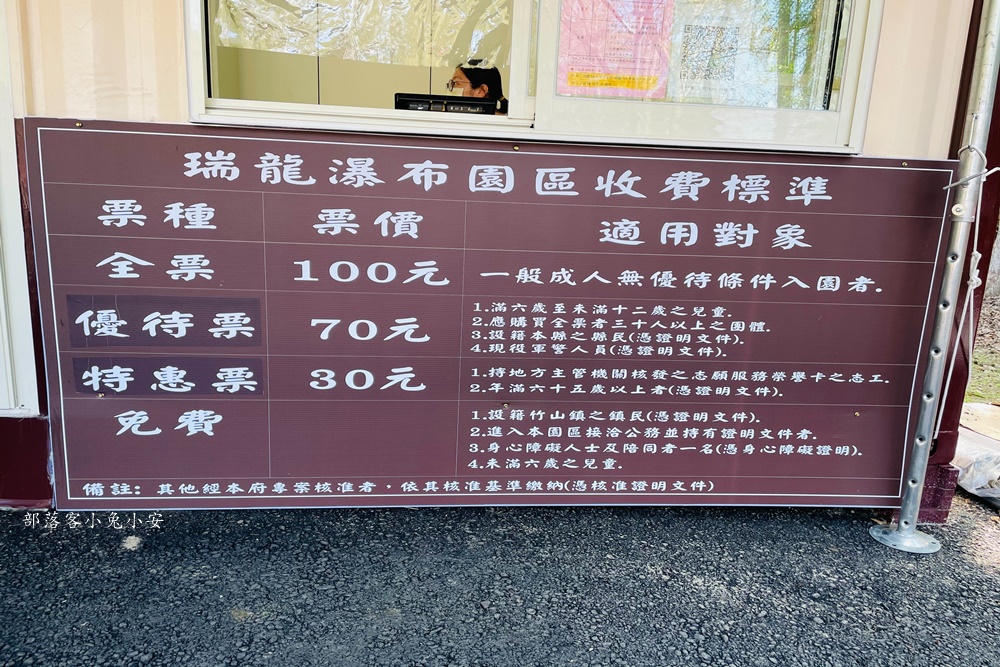 瑞龍瀑布園區收費標準
票種 票價 適用對象
全票 100元 一般成人無優待條件入園者.
優待票 70元
1.滿六歲至未滿十二歲之兒童.
2.應購買全票者三十人以上之團體.
3.設籍本縣之縣民(憑證明文件).
4.現役軍警人員(憑證明文件).
特惠票 30元
1.持地方主管機關核發之志願服務榮譽卡之志工.
2.年滿六十五歲以上者(憑證明文件).
免費
1.設籍竹山鎮之鎮民(憑證明文件).
2.進入本園區接洽公務並持有證明文件者.
3.身心障礙人士及陪同者一名(憑身心障礙證明).
4.未滿六歲之兒童.
備註: 其他經本府專案核准者，依其核准基準繳納(憑核准證明文件)
部落客小兔小安